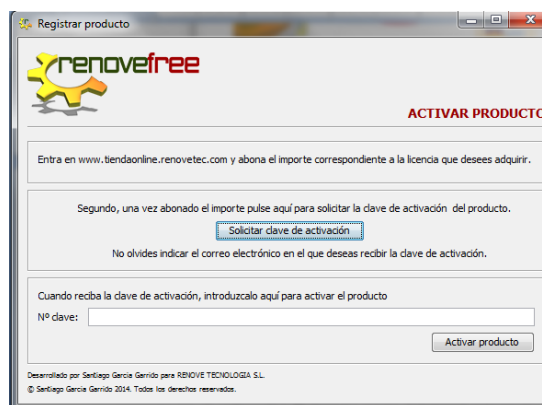 Registrar producto
renovefree
ACTIVAR PRODUCTO
Entra en www.tiendaonline.renovetec.com y abona el importe correspondiente a la licencia que desees adquirir.
Segundo, una vez abonado el importe pulse aquí para solicitar la clave de activación del producto.
Solicitar clave de activación
No olvides indicar el correo electrónico en el que deseas recibir la clave de activación.
Cuando reciba la clave de activación, introduzcalo aquí para activar el producto
Nº clave:
Activar producto
Desarrollado por Santiago Garcia Garrido para RENOVE TECNOLOGIA S.L.
© Santiago Garcia Garrido 2014. Todos los derechos reservados.